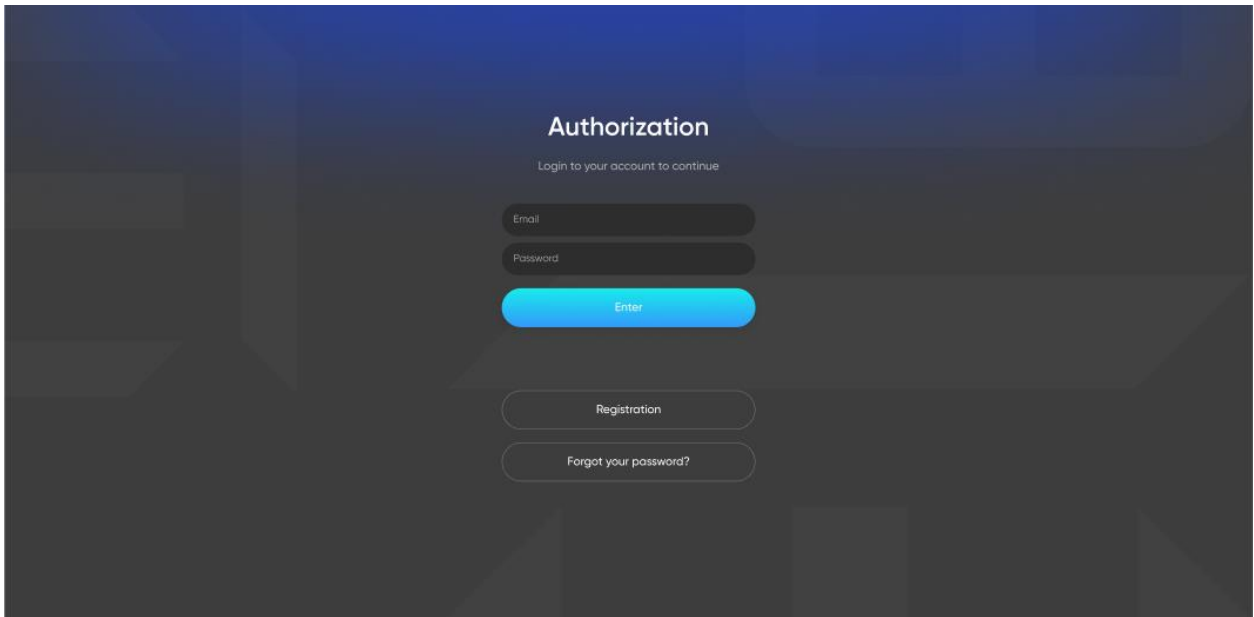 Authorization
Login to your account to continue
Email
Password
Enter
Registration
Forgot your password?